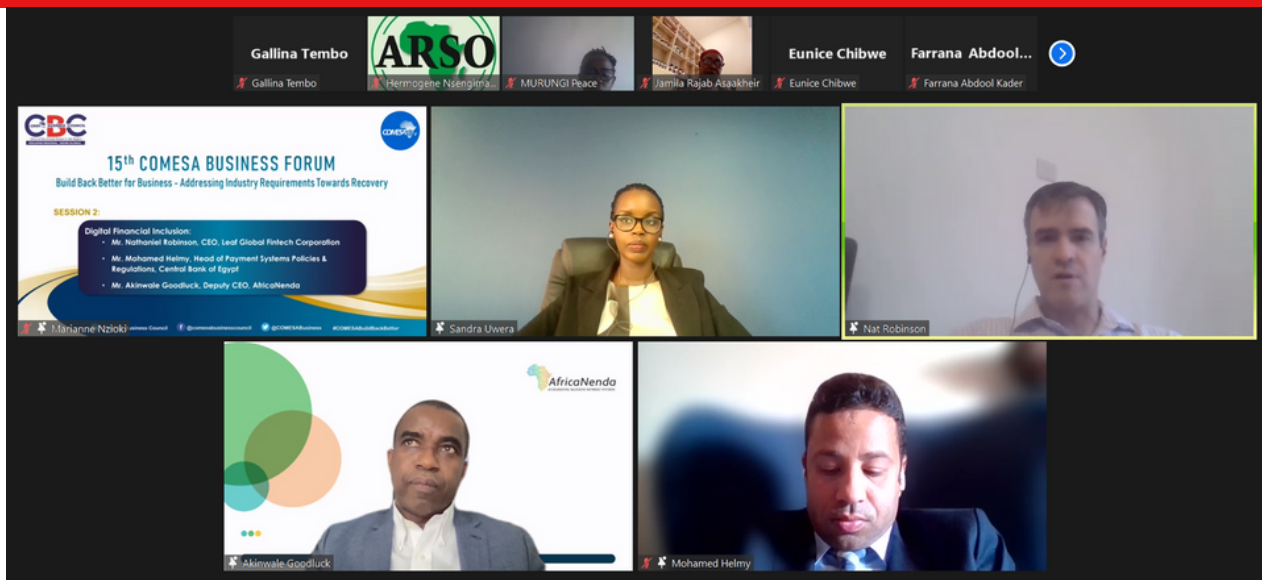 Gallina Tembo
ARSO
Eunice Chibwe
Farrana Abdool...
Gallina Tembo
Hermogene Nsengima...
MURUNGI Peace
Jamila Rajab Asaakheir
Eunice Chibwe
Farrana Abdool Kader
CBC
COMESA
15th COMESA BUSINESS FORUM
Build Back Better for Business - Addressing Industry Requirements Towards Recovery
SESSION 2:
Digital Financial Inclusion:
• Mr. Nathaniel Robinson, CEO, Leaf Global Fintech Corporation
• Mr. Mohamed Helmy, Head of Payment Systems Policies &
Regulations, Central Bank of Egypt
• Mr. Akinwale Goodluck, Deputy CEO, AfricaNenda
Marianne Nzioki
usiness Council
@comesabusinesscouncil
@COMESABusiness
#COMESABuildBackBetter
Sandra Uwera
Nat Robinson
AfricaNenda
Akinwale Goodluck
Mohamed Helmy